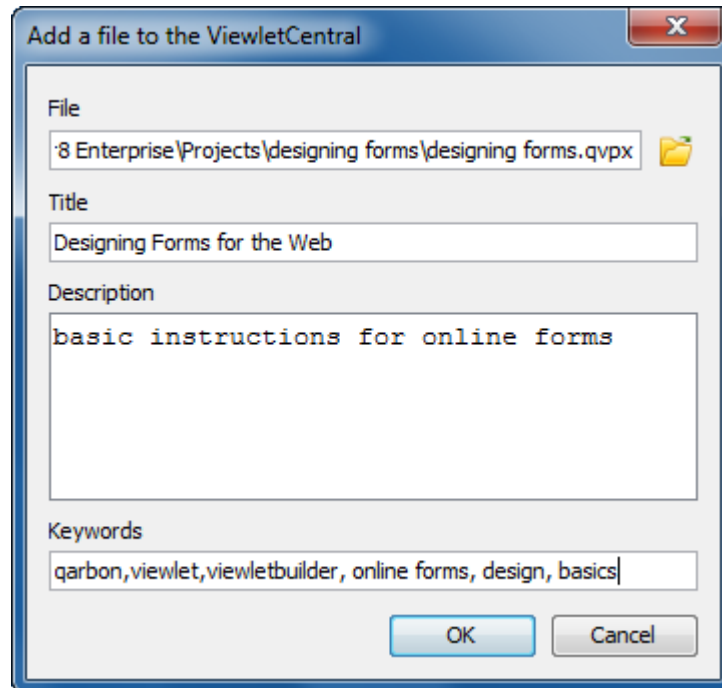 Add a file to the ViewletCentral
File
8 Enterprise\Projects\designing forms\designing forms.qvpx
Title
Designing Forms for the Web
Description
basic instructions for online forms
Keywords
qarbon,viewlet,viewletbuilder, online forms, design, basics
OK
Cancel